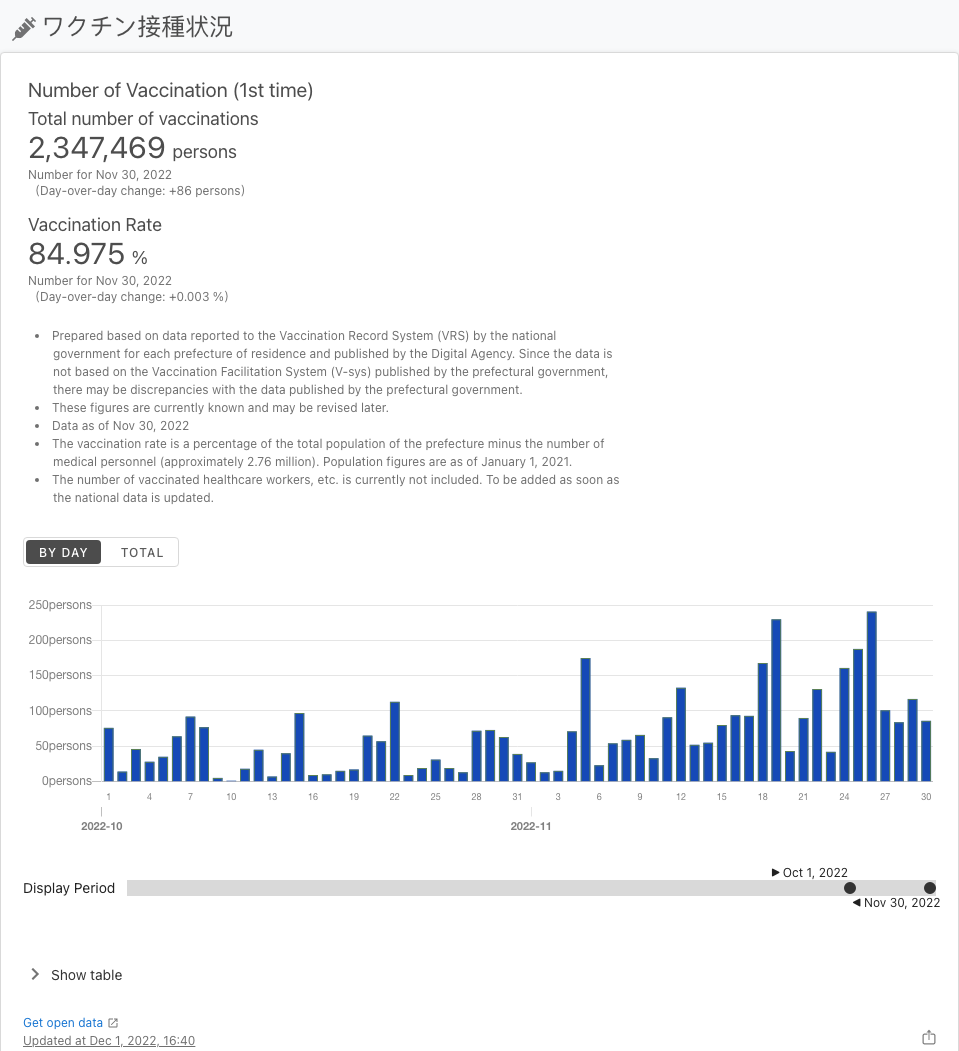 ワクチン接種状況
Number of Vaccination (1st time)
Total number of vaccinations
2,347,469 persons
Number for Nov 30, 2022
(Day-over-day change: +86 persons)
Vaccination Rate
84.975 %
Number for Nov 30, 2022
(Day-over-day change: +0.003 %)
• Prepared based on data reported to the Vaccination Record System (VRS) by the national
government for each prefecture of residence and published by the Digital Agency. Since the data is
not based on the Vaccination Facilitation System (V-sys) published by the prefectural government,
there may be discrepancies with the data published by the prefectural government.
• These figures are currently known and may be revised later.
• Data as of Nov 30, 2022
• The vaccination rate is a percentage of the total population of the prefecture minus the number of
medical personnel (approximately 2.76 million). Population figures are as of January 1, 2021.
• The number of vaccinated healthcare workers, etc. is currently not included. To be added as soon as
the national data is updated.
BY DAY TOTAL
250persons
200persons
150persons
100persons
50persons
0persons
1 4 7 10 13 16 19 22 25 28 31 3 6 9 12 15 18 21 24 27 30
2022-10 2022-11
Oct 1, 2022
Display Period
Nov 30, 2022
Show table
Get open data
Updated at Dec 1, 2022, 16:40